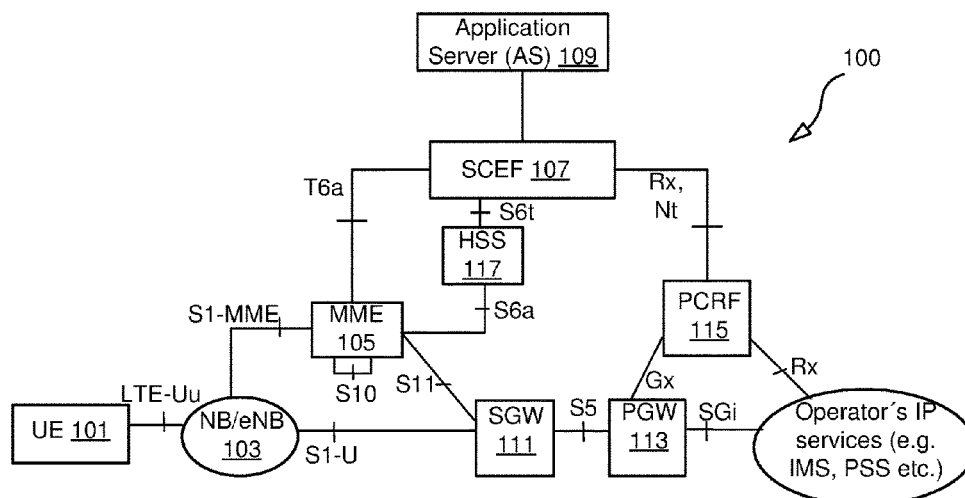 Application
Server (AS) 109
100
SCEF 107
T6a
Rx,
Nt
S6t
HSS
117
PCRF
115
S1-MME
MME
105
S6a
S10
S11
Gx
Rx
LTE-Uu
UE 101
NB/eNB
103
S1-U
SGW
111
S5
PGW
113
SGi
Operator´s IP
services (e.g.
IMS, PSS etc.)